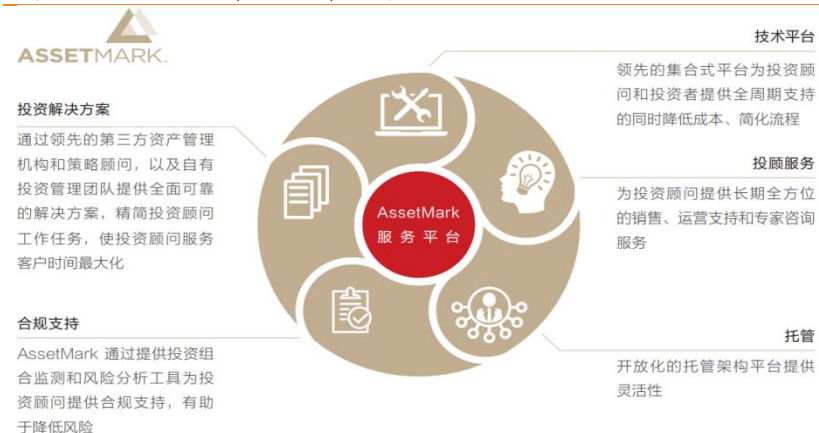 ASSETMARK™
投资解决方案
通过领先的第三方资产管理
机构和策略顾问，以及自有
投资管理团队提供全面可靠
的解决方案，精简投资顾问
工作任务，使投资顾问服务
客户时间最大化
合规支持
AssetMark 通过提供投资组
合监测和风险分析工具为投
资顾问提供合规支持，有助
于降低风险
AssetMark
服务平台
技术平台
领先的集合式平台为投资顾
问和投资者提供全周期支持
的同时降低成本、简化流程
投顾服务
为投资顾问提供长期全方位
的销售、运营支持和专家咨询
服务
托管
开放化的托管架构平台提供
灵活性